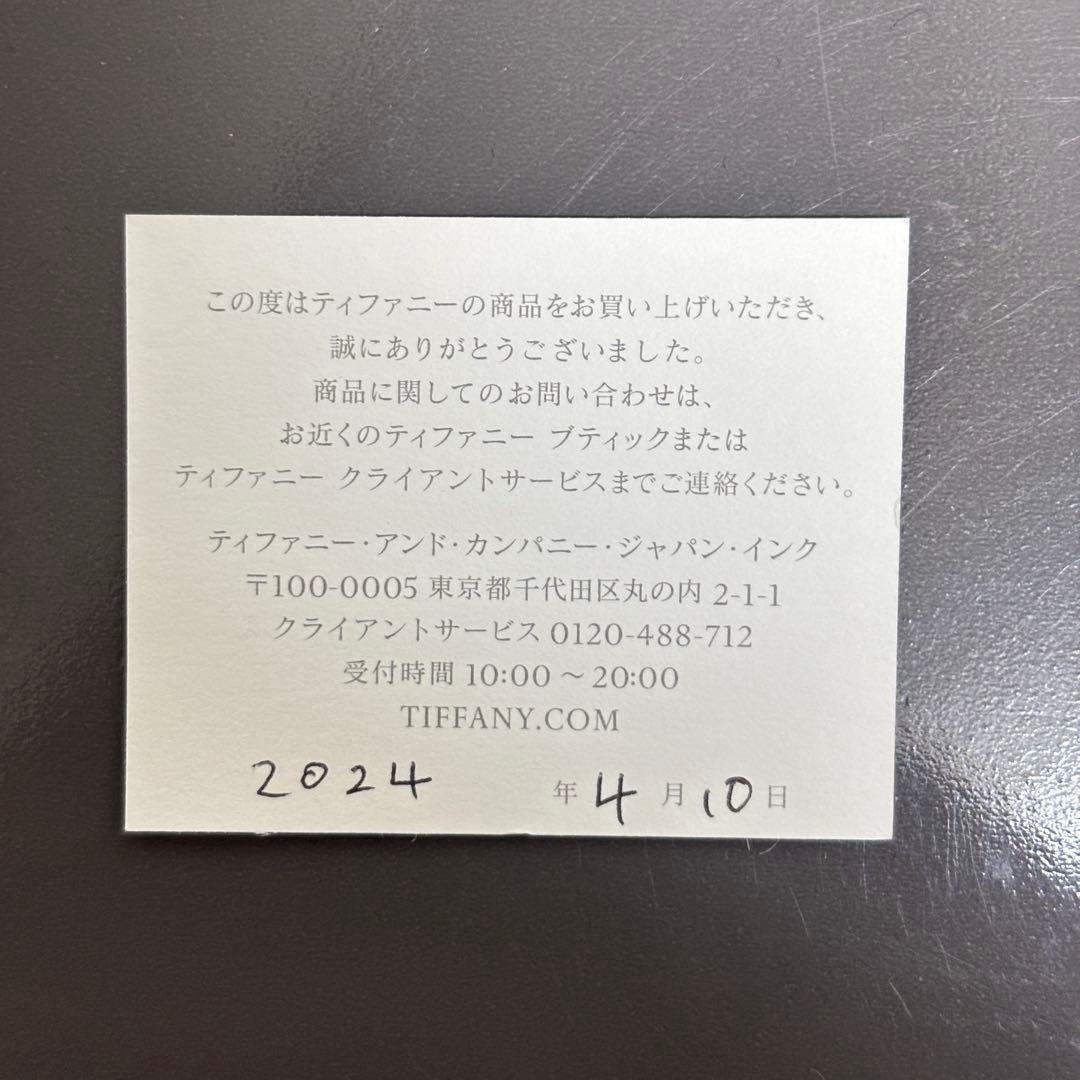 この度はティファニーの商品をお買い上げいただき、
誠にありがとうございました。
商品に関してのお問い合わせは、
お近くのティファニー ブティックまたは
ティファニー クライアントサービスまでご連絡ください。
ティファニー・アンド・カンパニー・ジャパン・インク
〒100-0005 東京都千代田区丸の内 2-1-1
クライアントサービス 0120-488-712
受付時間 10:00 ～ 20:00
TIFFANY.COM
2024 年 4 月 10 日